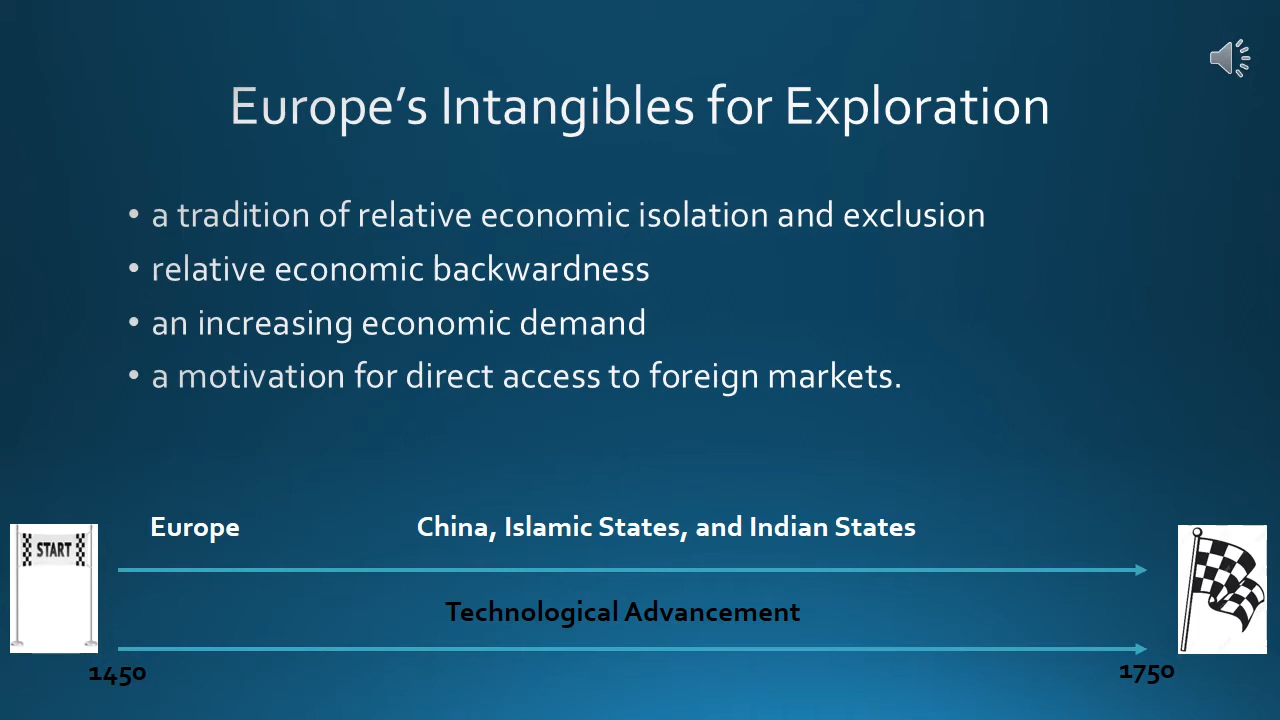 Europe's Intangibles for Exploration
• a tradition of relative economic isolation and exclusion
• relative economic backwardness
• an increasing economic demand
• a motivation for direct access to foreign markets.
Europe China, Islamic States, and Indian States
START
Technological Advancement
1450 1750